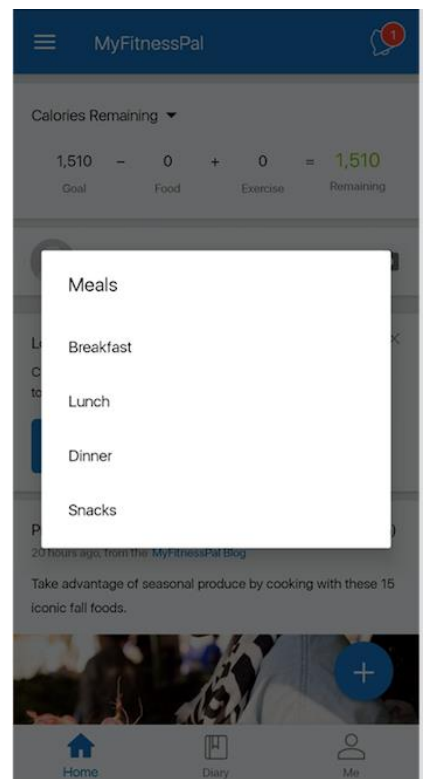 MyFitnessPal
1
Calories Remaining
1,510 – 0 + 0 = 1,510
Goal Food Exercise Remaining
Meals
Breakfast
Lunch
Dinner
Snacks
20 hours ago, from the MyFitnessPal Blog
Take advantage of seasonal produce by cooking with these 15
iconic fall foods.
Home Diary Me